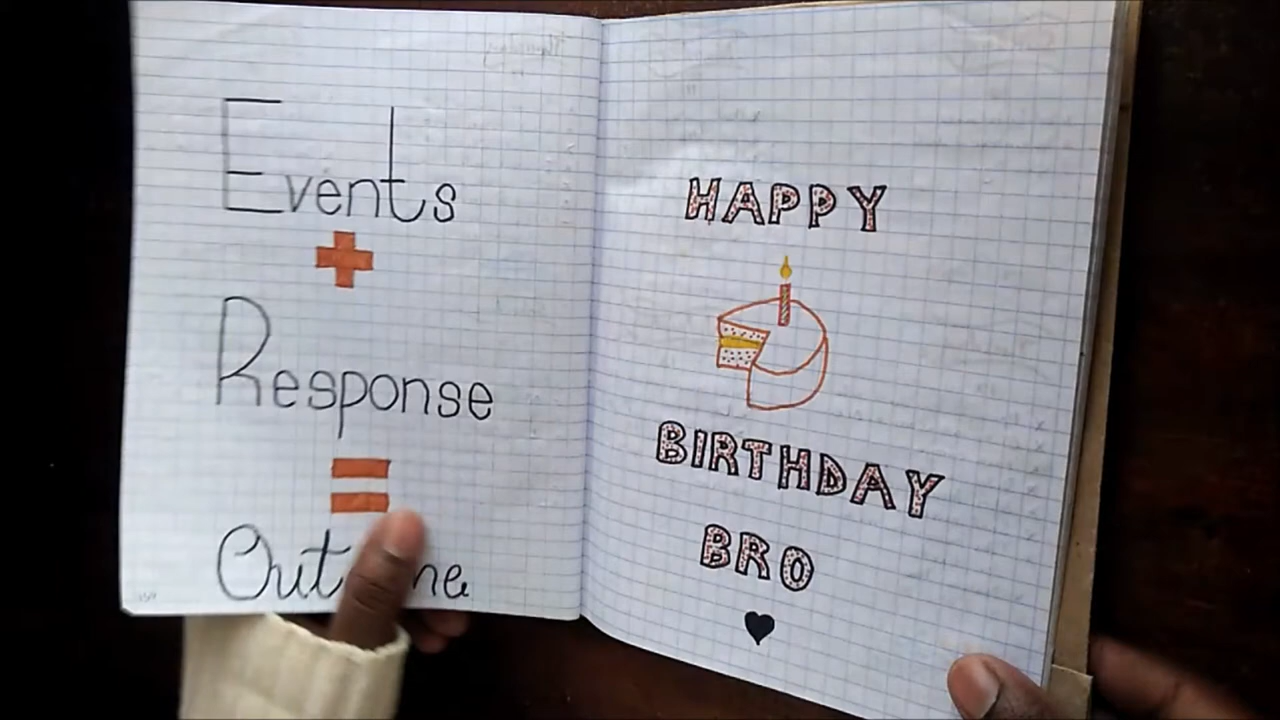 Events
+
Response
=
HAPPY
BIRTHDAY
BRO